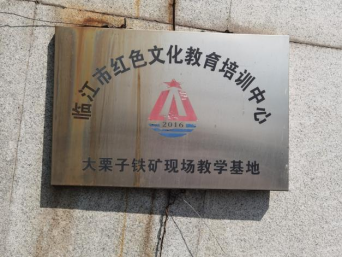 临江市红色文化教育培训中心
2016
大栗子铁矿现场教学基地